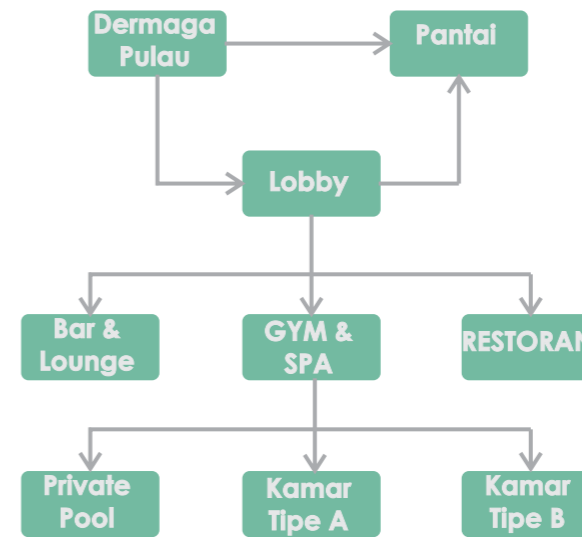 Dermaga
Pulau
Pantai
Lobby
Bar &
Lounge
GYM &
SPA
RESTORAN
Private
Pool
Kamar
Tipe A
Kamar
Tipe B